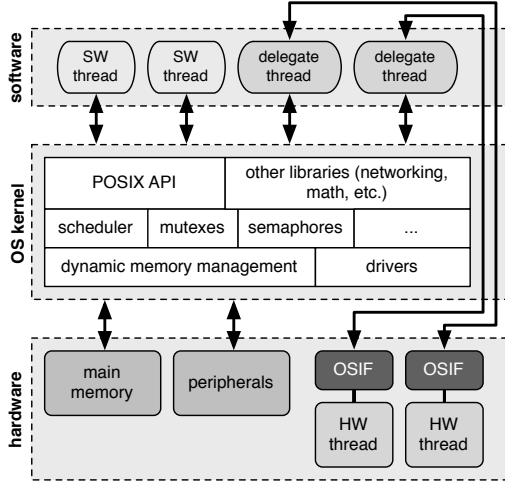 software
SW
thread
SW
thread
delegate
thread
delegate
thread
OS kernel
POSIX API
other libraries (networking,
math, etc.)
scheduler
mutexes
semaphores
...
dynamic memory management
drivers
hardware
main
memory
peripherals
OSIF
OSIF
HW
thread
HW
thread